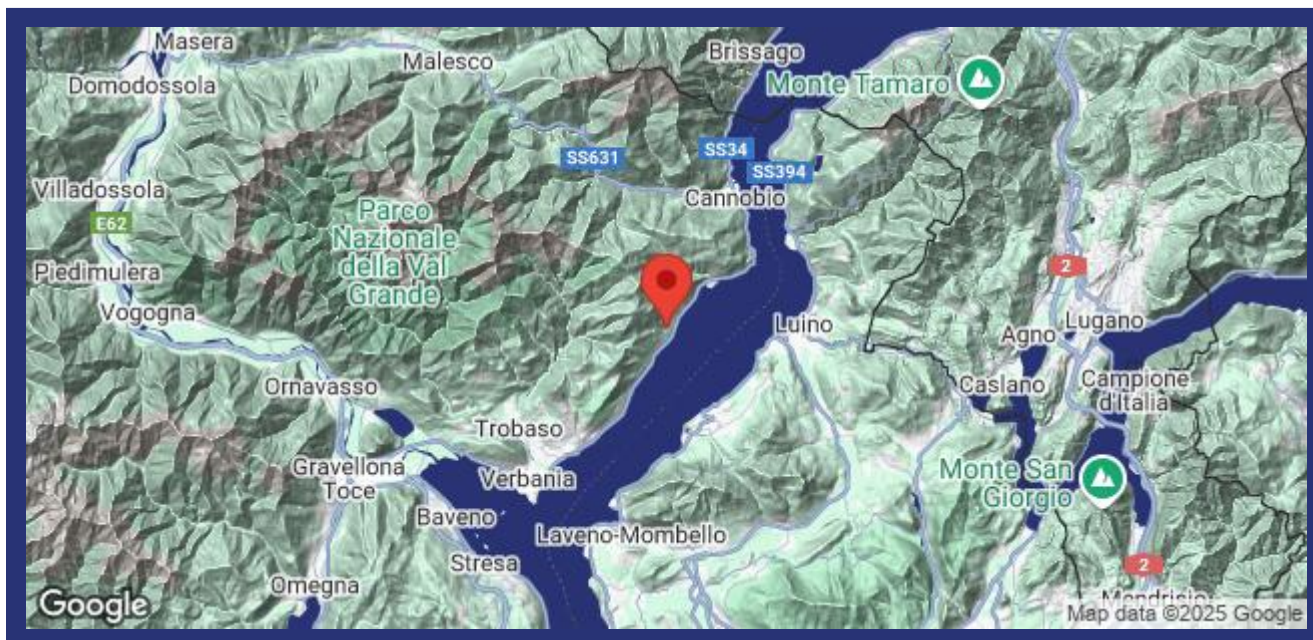 Masera
Domodossola
Malesco
Brissago
Monte Tamaro
SS631
SS34
SS394
Villadossola
Cannobio
E62
Parco
Nazionale
della Val
Grande
2
Piedimulera
Vogogna
Luino
Agno
Lugano
Ornavasso
Caslano
Campione
d'Italia
Trobaso
Gravellona
Toce
Verbania
Monte San
Giorgio
Baveno
Laveno-Mombello
Stresa
2
Omegna
Mendrisio
Google
Map data ©2025 Google